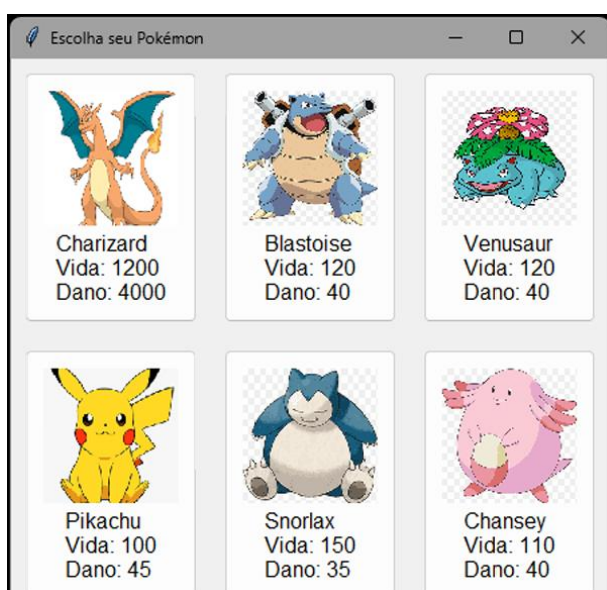 Escolha seu Pokémon
Charizard
Vida: 1200
Dano: 4000
Blastoise
Vida: 120
Dano: 40
Venusaur
Vida: 120
Dano: 40
Pikachu
Vida: 100
Dano: 45
Snorlax
Vida: 150
Dano: 35
Chansey
Vida: 110
Dano: 40